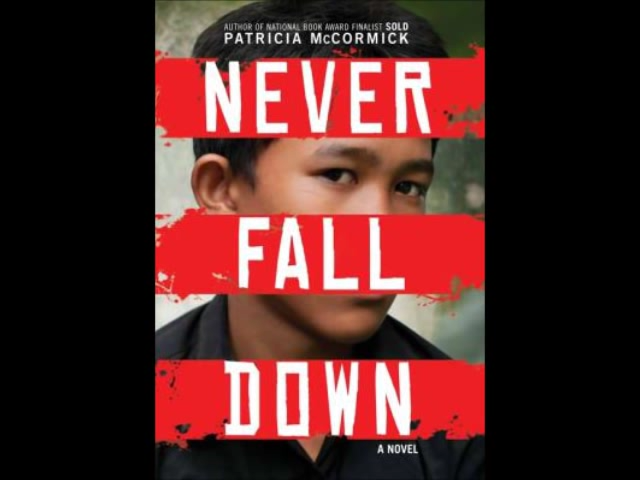 AUTHOR OF NATIONAL BOOK AWARD FINALIST SOLD
PATRICIA McCORMICK
NEVER
FALL
DOWN
A NOVEL